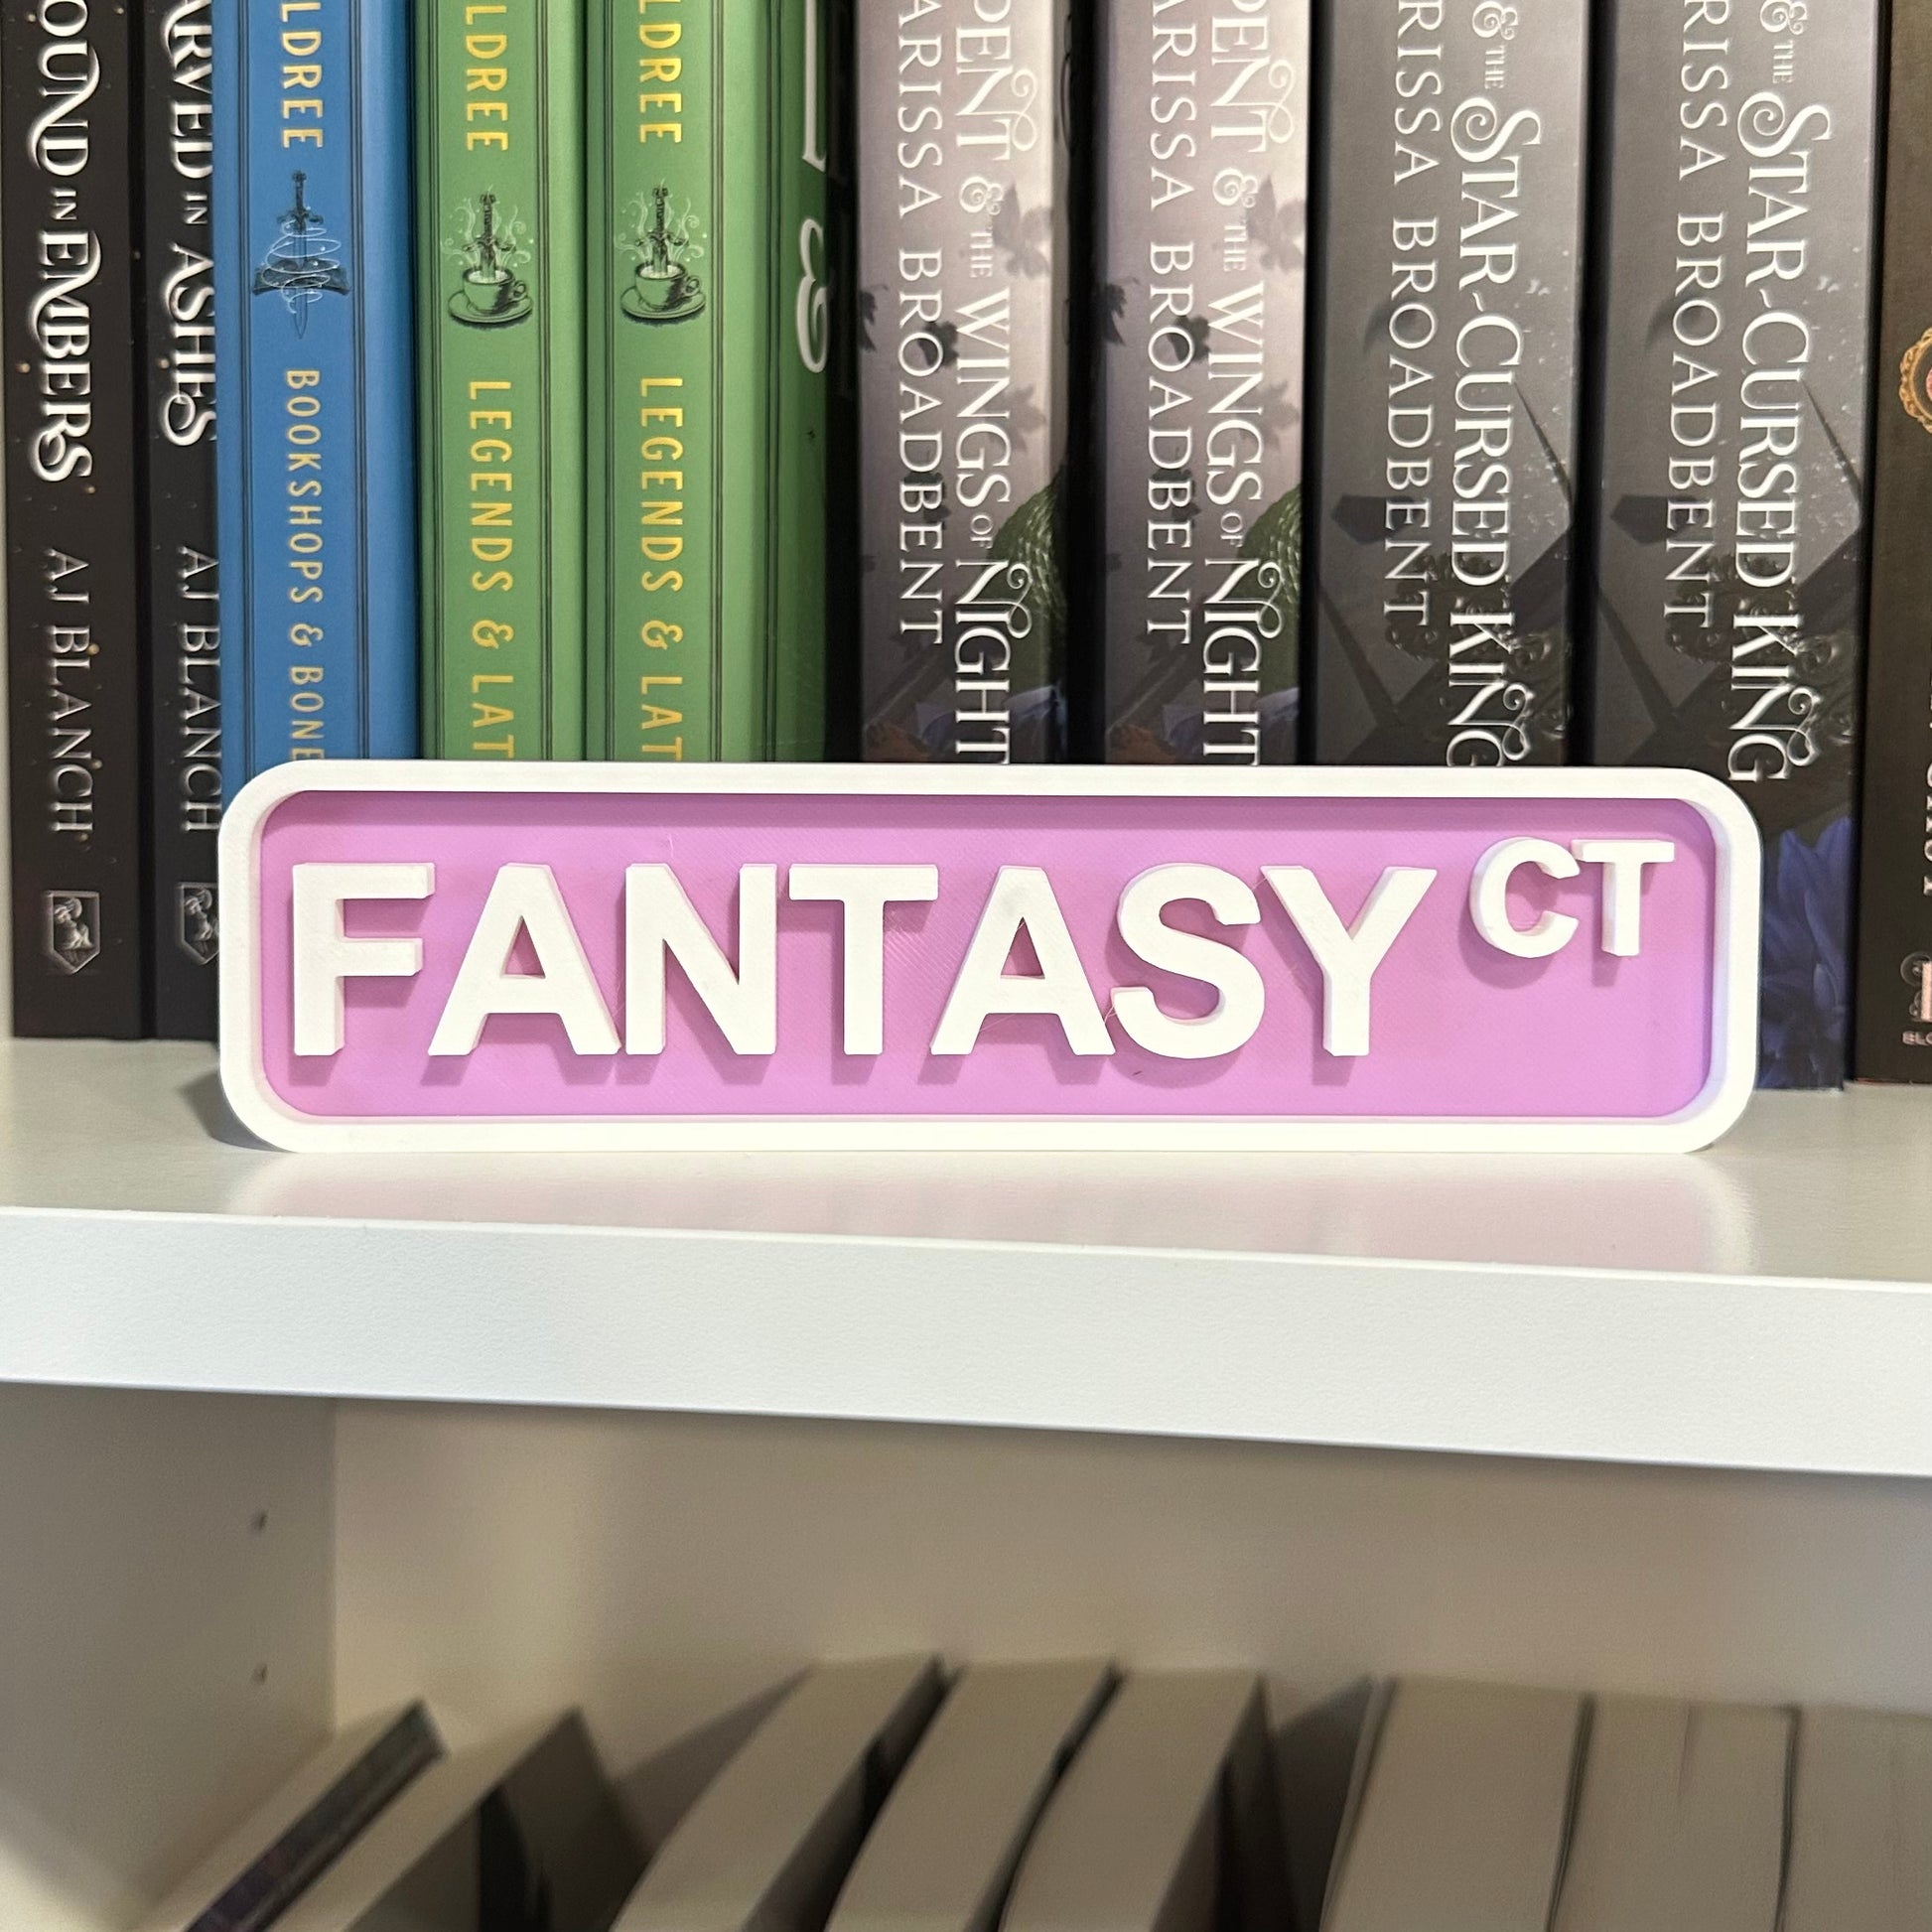 OUND IN EMBERS
AJ BLANCH
ARVED IN ASHES
AJ BLANCH
LDREE
BOOKSHOPS & BONE
LDREE
LEGENDS & LAT
LDREE
LEGENDS & LAT
&
PENT & THE WINGS OF NIGHT
ARISSA BROADBENT
PENT & THE WINGS OF NIGHT
ARISSA BROADBENT
& THE STAR-CURSED KING
RISSA BROADBENT
& THE STAR-CURSED KING
RISSA BROADBENT
FANTASY CT